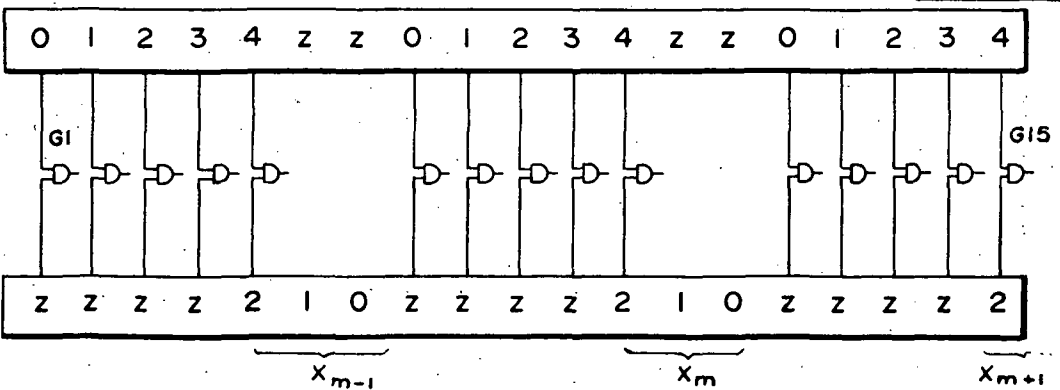 0 1 2 3 4 z z 0 1 2 3 4 z z 0 1 2 3 4
G1 G15
z z z z 2 1 0 z z z z 2 1 0 z z z z 2
Xm-1 Xm Xm+1